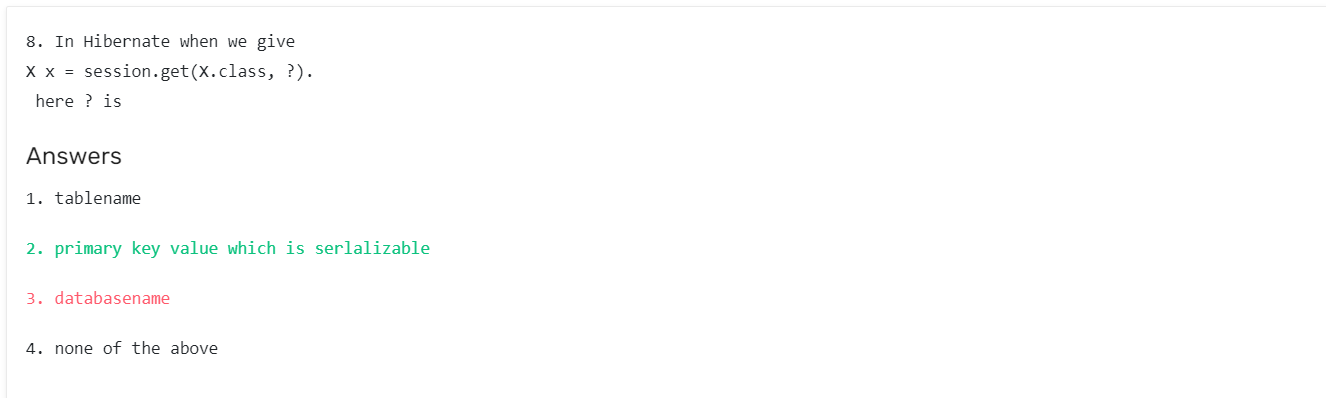 8. In Hibernate when we give
X x = session.get(X.class, ?).
here ? is
Answers
1. tablename
2. primary key value which is serlalizable
3. databasename
4. none of the above